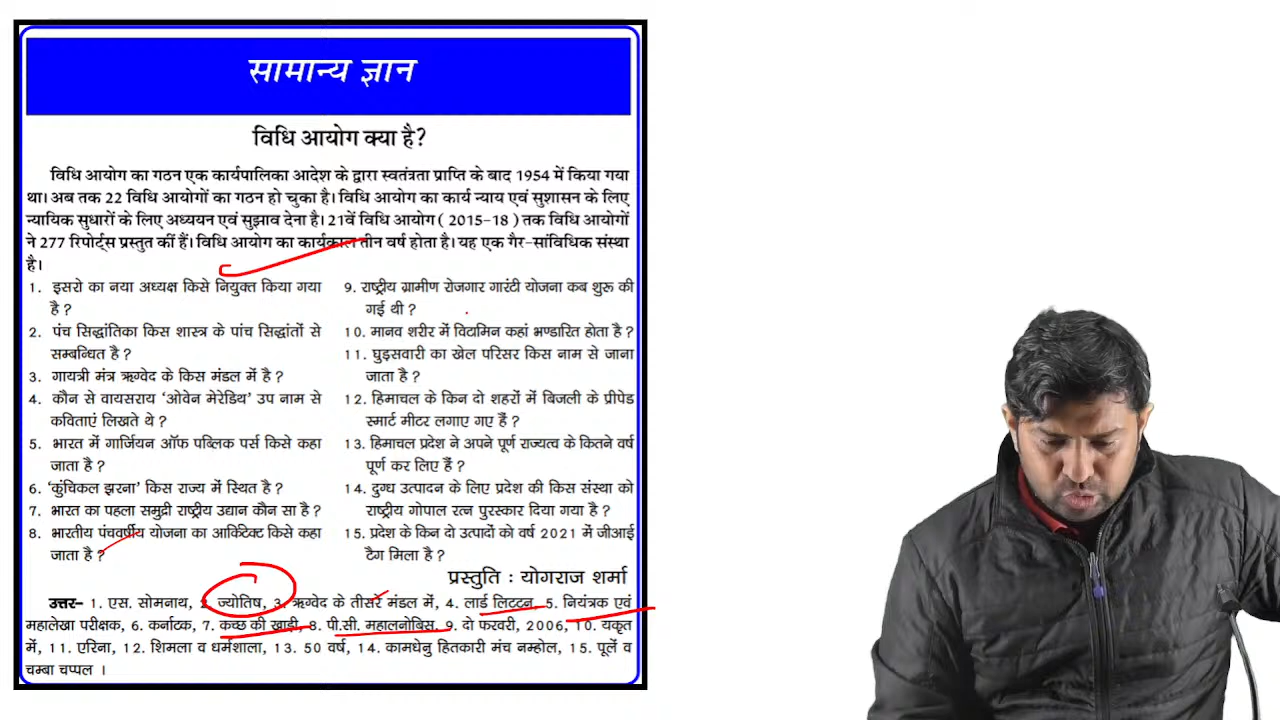 सामान्य ज्ञान
विधि आयोग क्या है?
विधि आयोग का गठन एक कार्यपालिका आदेश के द्वारा स्वतंत्रता प्राप्ति के बाद 1954 में किया गया
था। अब तक 22 विधि आयोगों का गठन हो चुका है। विधि आयोग का कार्य न्याय एवं सुशासन के लिए
न्यायिक सुधारों के लिए अध्ययन एवं सुझाव देना है। 21वें विधि आयोग ( 2015-18 ) तक विधि आयोगों
ने 277 रिपोर्ट्स प्रस्तुत कीं हैं। विधि आयोग का कार्यकाल तीन वर्ष होता है। यह एक गैर-सांविधिक संस्था
है।
1. इसरो का नया अध्यक्ष किसे नियुक्त किया गया
है ?
2. पंच सिद्धांतिका किस शास्त्र के पांच सिद्धांतों से
सम्बन्धित है ?
3. गायत्री मंत्र ऋग्वेद के किस मंडल में है ?
4. कौन से वायसराय 'ओवेन मेरेडिथ' उप नाम से
कविताएं लिखते थे ?
5. भारत में गार्जियन ऑफ पब्लिक पर्स किसे कहा
जाता है ?
6. 'कुंचिकल झरना' किस राज्य में स्थित है ?
7. भारत का पहला समुद्री राष्ट्रीय उद्यान कौन सा है ?
8. भारतीय पंचवर्षीय योजना का आर्किटेक्ट किसे कहा
जाता है ?
9. राष्ट्रीय ग्रामीण रोजगार गारंटी योजना कब शुरू की
गई थी ?
10. मानव शरीर में विटामिन कहां भण्डारित होता है ?
11. घुड़सवारी का खेल परिसर किस नाम से जाना
जाता है ?
12. हिमाचल के किन दो शहरों में बिजली के प्रीपेड
स्मार्ट मीटर लगाए गए हैं ?
13. हिमाचल प्रदेश ने अपने पूर्ण राज्यत्व के कितने वर्ष
पूर्ण कर लिए हैं ?
14. दुग्ध उत्पादन के लिए प्रदेश की किस संस्था को
राष्ट्रीय गोपाल रत्न पुरस्कार दिया गया है ?
15. प्रदेश के किन दो उत्पादों को वर्ष 2021 में जीआई
टैग मिला है ?
प्रस्तुति : योगराज शर्मा
उत्तर- 1. एस. सोमनाथ, 2. ज्योतिष, 3. ऋग्वेद के तीसरे मंडल में, 4. लार्ड लिट्टन, 5. नियंत्रक एवं
महालेखा परीक्षक, 6. कर्नाटक, 7. कच्छ की खाड़ी, 8. पी.सी. महालनोबिस, 9. दो फरवरी, 2006, 10. यकृत
में, 11. एरिना, 12. शिमला व धर्मशाला, 13. 50 वर्ष, 14. कामधेनु हितकारी मंच नम्होल, 15. पूलें व
चम्बा चप्पल ।